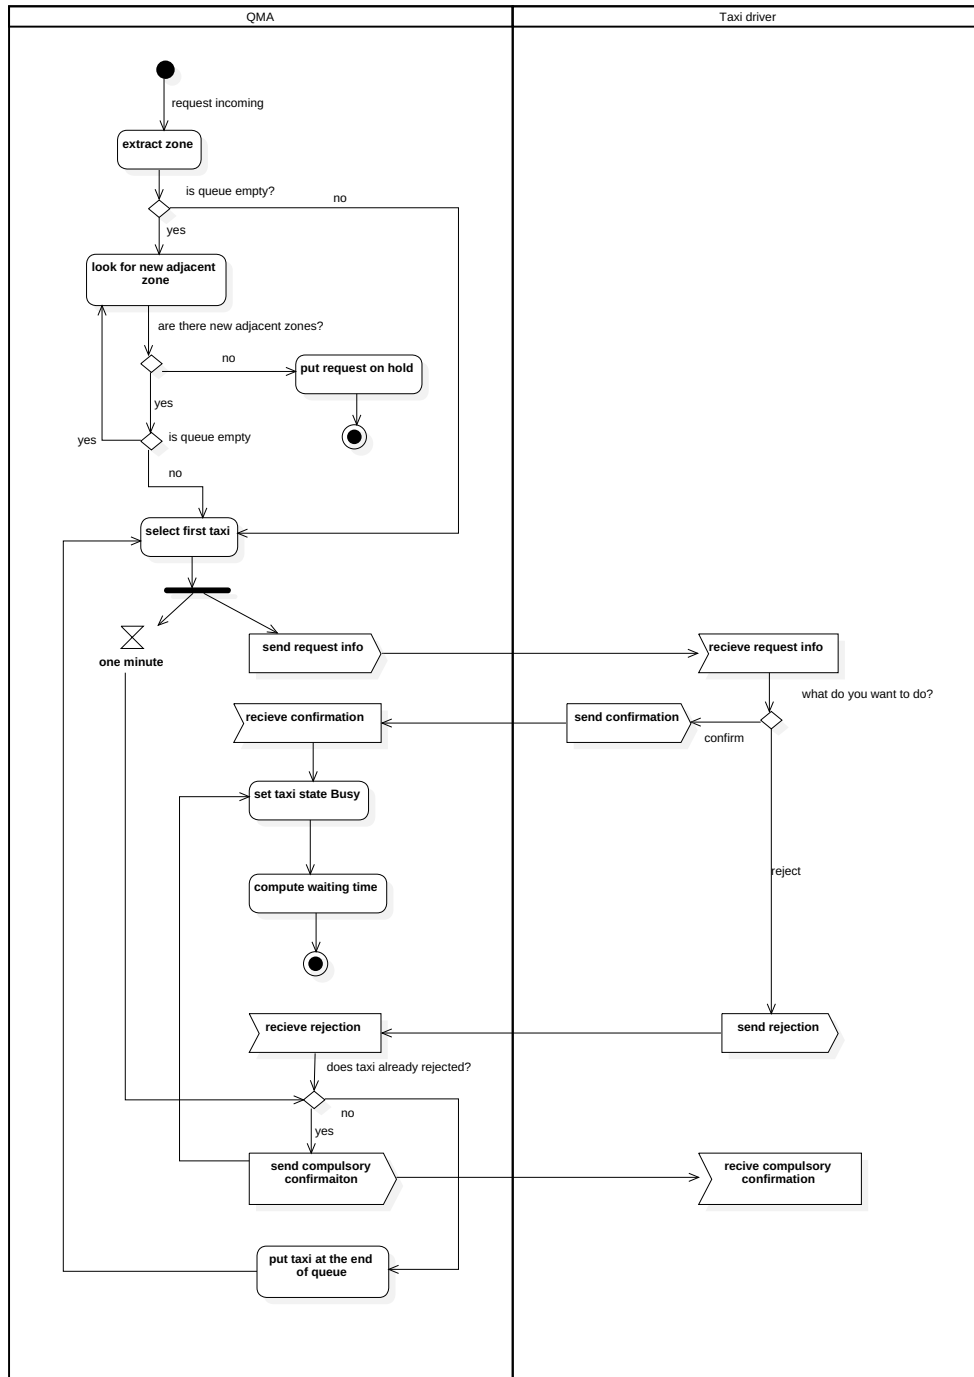 QMA
Taxi driver
request incoming
extract zone
is queue empty?
no
yes
look for new adjacent
zone
are there new adjacent zones?
no
put request on hold
yes
yes
is queue empty
no
select first taxi
one minute
send request info
recieve request info
what do you want to do?
recieve confirmation
send confirmation
confirm
set taxi state Busy
compute waiting time
reject
recieve rejection
send rejection
does taxi already rejected?
no
yes
send compulsory
confirmaiton
recive compulsory
confirmation
put taxi at the end
of queue